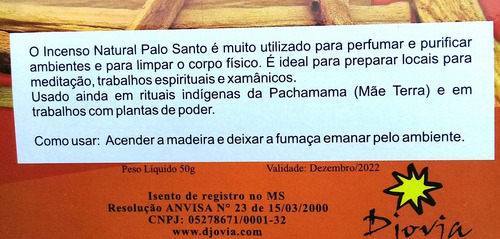 O Incenso Natural Palo Santo é muito utilizado para perfumar e purificar
ambientes e para limpar o corpo físico. É ideal para preparar locais para
meditação, trabalhos espirituais e xamânicos.
Usado ainda em rituais indígenas da Pachamama (Mãe Terra) e em
trabalhos com plantas de poder.
Como usar: Acender a madeira e deixar a fumaça emanar pelo ambiente.
Peso Líquido 50g Validade: Dezembro/2022
Isento de registro no MS
Resolução ANVISA N° 23 de 15/03/2000
CNPJ: 05278671/0001-32
www.djovia.com
Djovia